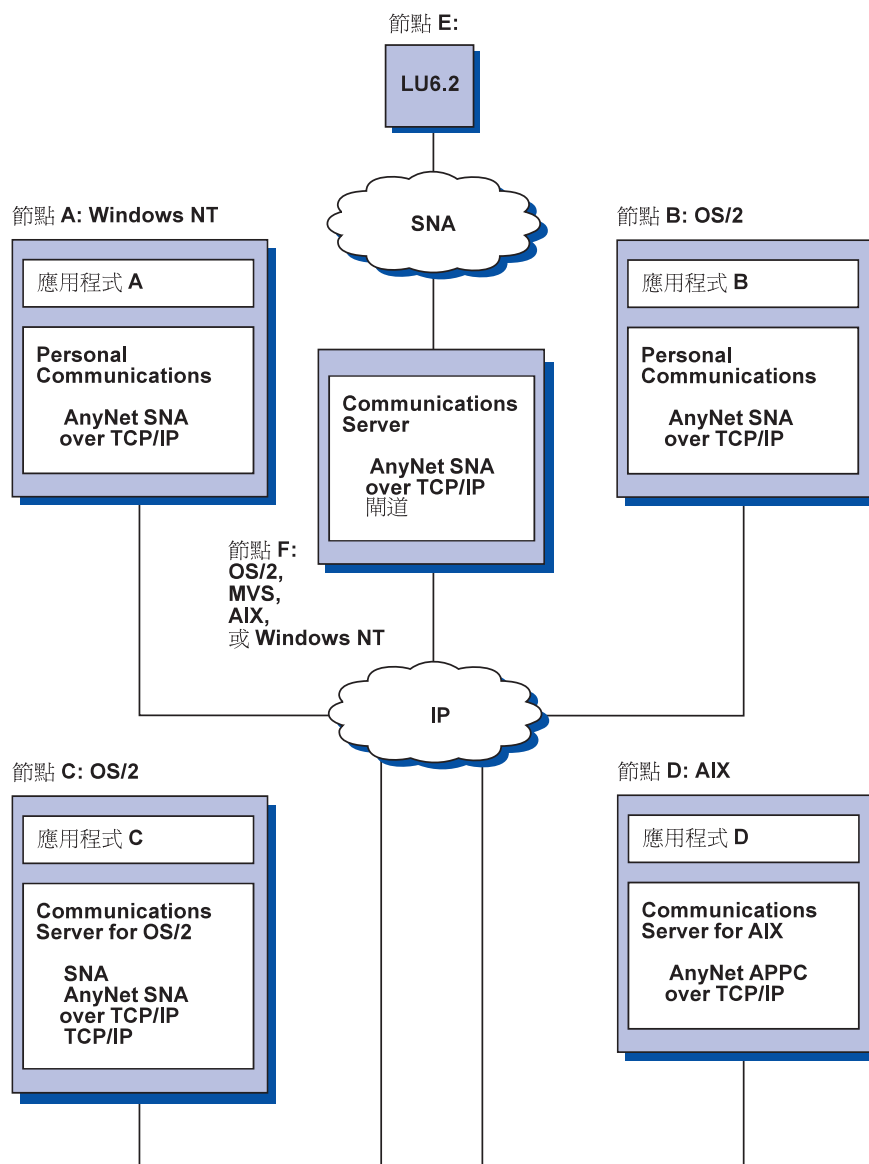 節點 E:
LU6.2
SNA
節點 A: Windows NT
應用程式 A
Personal
Communications
AnyNet SNA
over TCP/IP
節點 B: OS/2
應用程式 B
Personal
Communications
AnyNet SNA
over TCP/IP
Communications
Server
AnyNet SNA
over TCP/IP
閘道
節點 F:
OS/2,
MVS,
AIX,
或 Windows NT
IP
節點 C: OS/2
應用程式 C
Communications
Server for OS/2
SNA
AnyNet SNA
over TCP/IP
TCP/IP
節點 D: AIX
應用程式 D
Communications
Server for AIX
AnyNet APPC
over TCP/IP